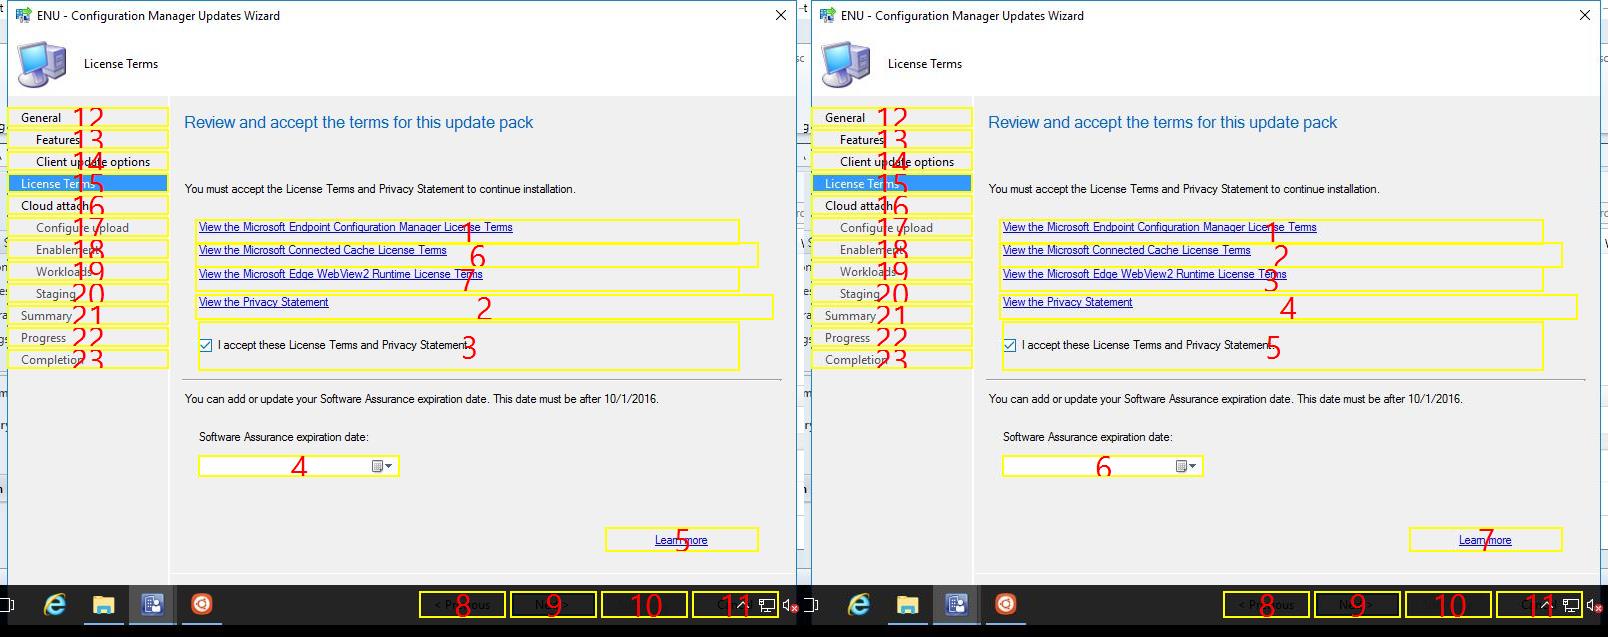 ENU - Configuration Manager Updates Wizard
License Terms
General 12
Features 13
Client update options 14
License Terms 15
Cloud attach 16
Configure upload 17
Enablement 18
Workloads 19
Staging 20
Summary 21
Progress 22
Completion 23
Review and accept the terms for this update pack
You must accept the License Terms and Privacy Statement to continue installation.
View the Microsoft Endpoint Configuration Manager License Terms 1
View the Microsoft Connected Cache License Terms 6
View the Microsoft Edge WebView2 Runtime License Terms 7
View the Privacy Statement 2
I accept these License Terms and Privacy Statement. 3
You can add or update your Software Assurance expiration date. This date must be after 10/1/2016.
Software Assurance expiration date:
4
Learn more 5
< Previous 8
Next > 9
10
11
ENU - Configuration Manager Updates Wizard
License Terms
General 12
Features 13
Client update options 14
License Terms 15
Cloud attach 16
Configure upload 17
Enablement 18
Workloads 19
Staging 20
Summary 21
Progress 22
Completion 23
Review and accept the terms for this update pack
You must accept the License Terms and Privacy Statement to continue installation.
View the Microsoft Endpoint Configuration Manager License Terms 1
View the Microsoft Connected Cache License Terms 2
View the Microsoft Edge WebView2 Runtime License Terms 3
View the Privacy Statement 4
I accept these License Terms and Privacy Statement. 5
You can add or update your Software Assurance expiration date. This date must be after 10/1/2016.
Software Assurance expiration date:
6
Learn more 7
< Previous 8
Next > 9
10
11